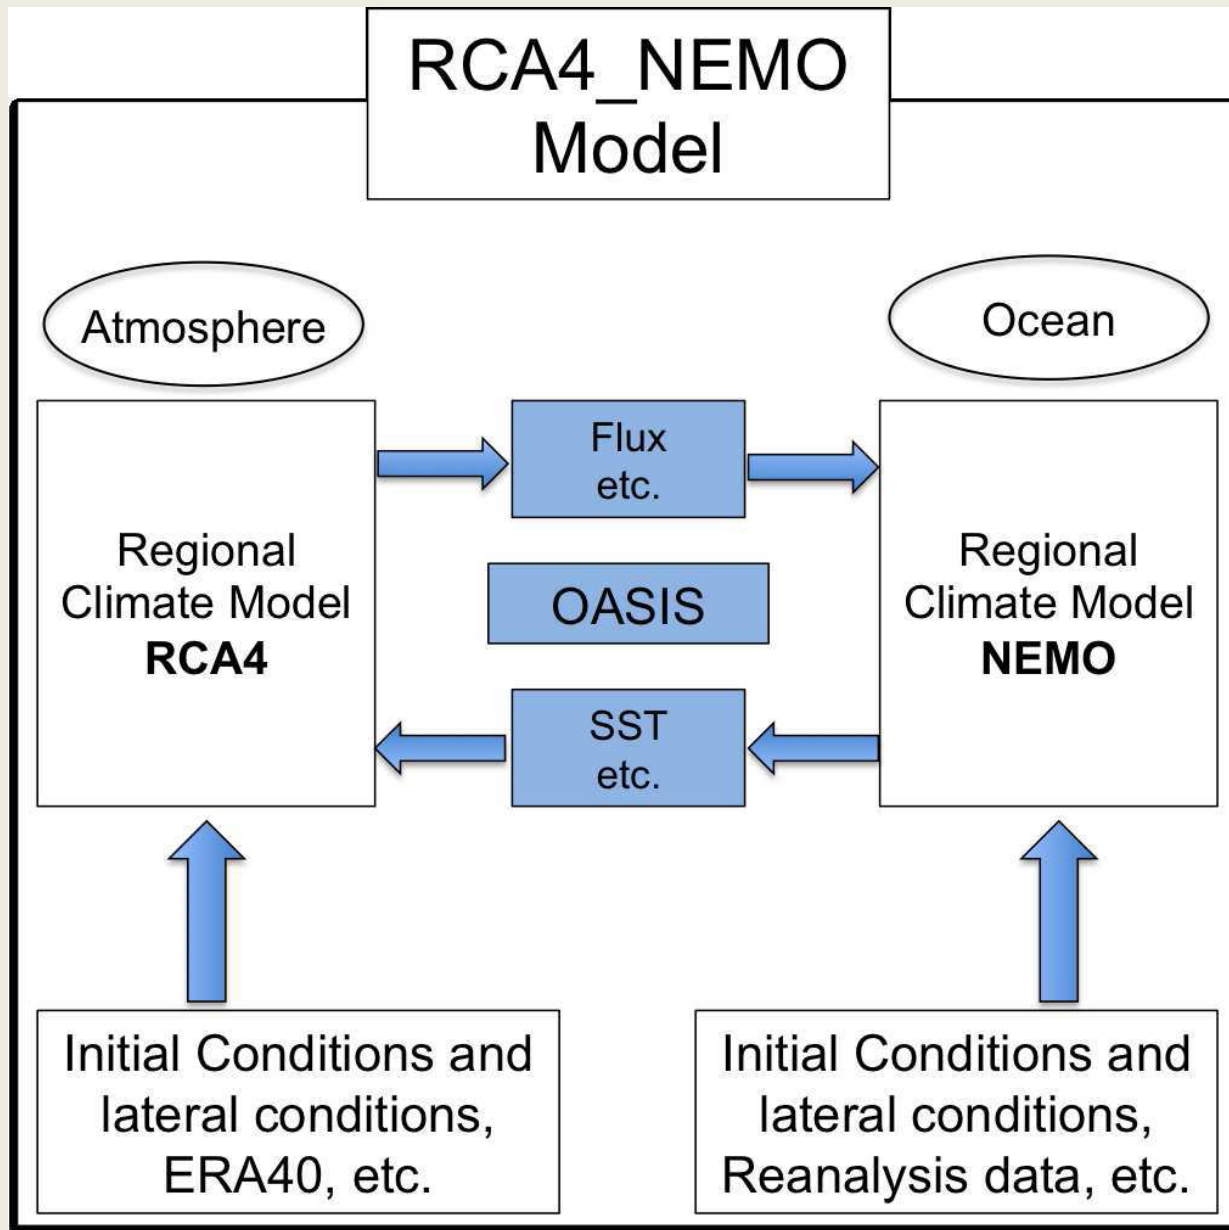 RCA4_NEMO
Model
Atmosphere
Ocean
Regional
Climate Model
RCA4
Flux
etc.
OASIS
SST
etc.
Regional
Climate Model
NEMO
Initial Conditions and
lateral conditions,
ERA40, etc.
Initial Conditions and
lateral conditions,
Reanalysis data, etc.